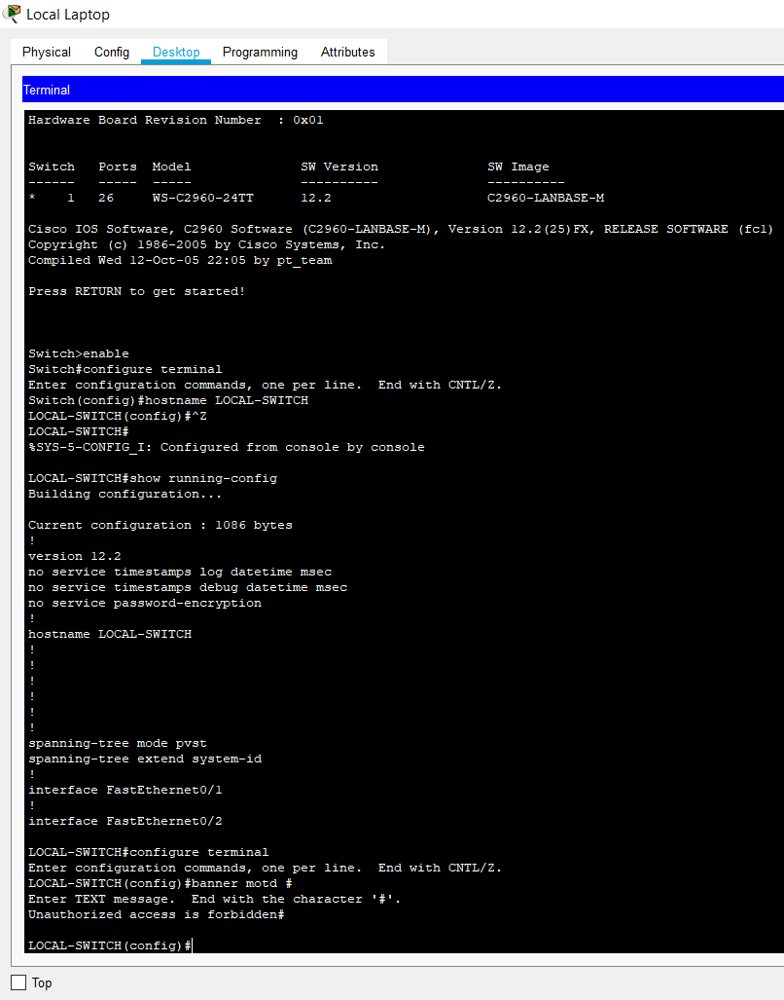 Local Laptop
Physical Config Desktop Programming Attributes
Terminal
Hardware Board Revision Number  : 0x01
Switch   Ports  Model              SW Version              SW Image
------   -----  -----              ----------              ----------
*    1   26     WS-C2960-24TT      12.2                    C2960-LANBASE-M
Cisco IOS Software, C2960 Software (C2960-LANBASE-M), Version 12.2(25)FX, RELEASE SOFTWARE (fc1)
Copyright (c) 1986-2005 by Cisco Systems, Inc.
Compiled Wed 12-Oct-05 22:05 by pt_team
Press RETURN to get started!
Switch>enable
Switch#configure terminal
Enter configuration commands, one per line.  End with CNTL/Z.
Switch(config)#hostname LOCAL-SWITCH
LOCAL-SWITCH(config)#^Z
LOCAL-SWITCH#
%SYS-5-CONFIG_I: Configured from console by console
LOCAL-SWITCH#show running-config
Building configuration...
Current configuration : 1086 bytes
!
version 12.2
no service timestamps log datetime msec
no service timestamps debug datetime msec
no service password-encryption
!
hostname LOCAL-SWITCH
!
!
!
!
!
!
spanning-tree mode pvst
spanning-tree extend system-id
!
interface FastEthernet0/1
!
interface FastEthernet0/2
LOCAL-SWITCH#configure terminal
Enter configuration commands, one per line.  End with CNTL/Z.
LOCAL-SWITCH(config)#banner motd #
Enter TEXT message.  End with the character '#'.
Unauthorized access is forbidden#
LOCAL-SWITCH(config)#
Top